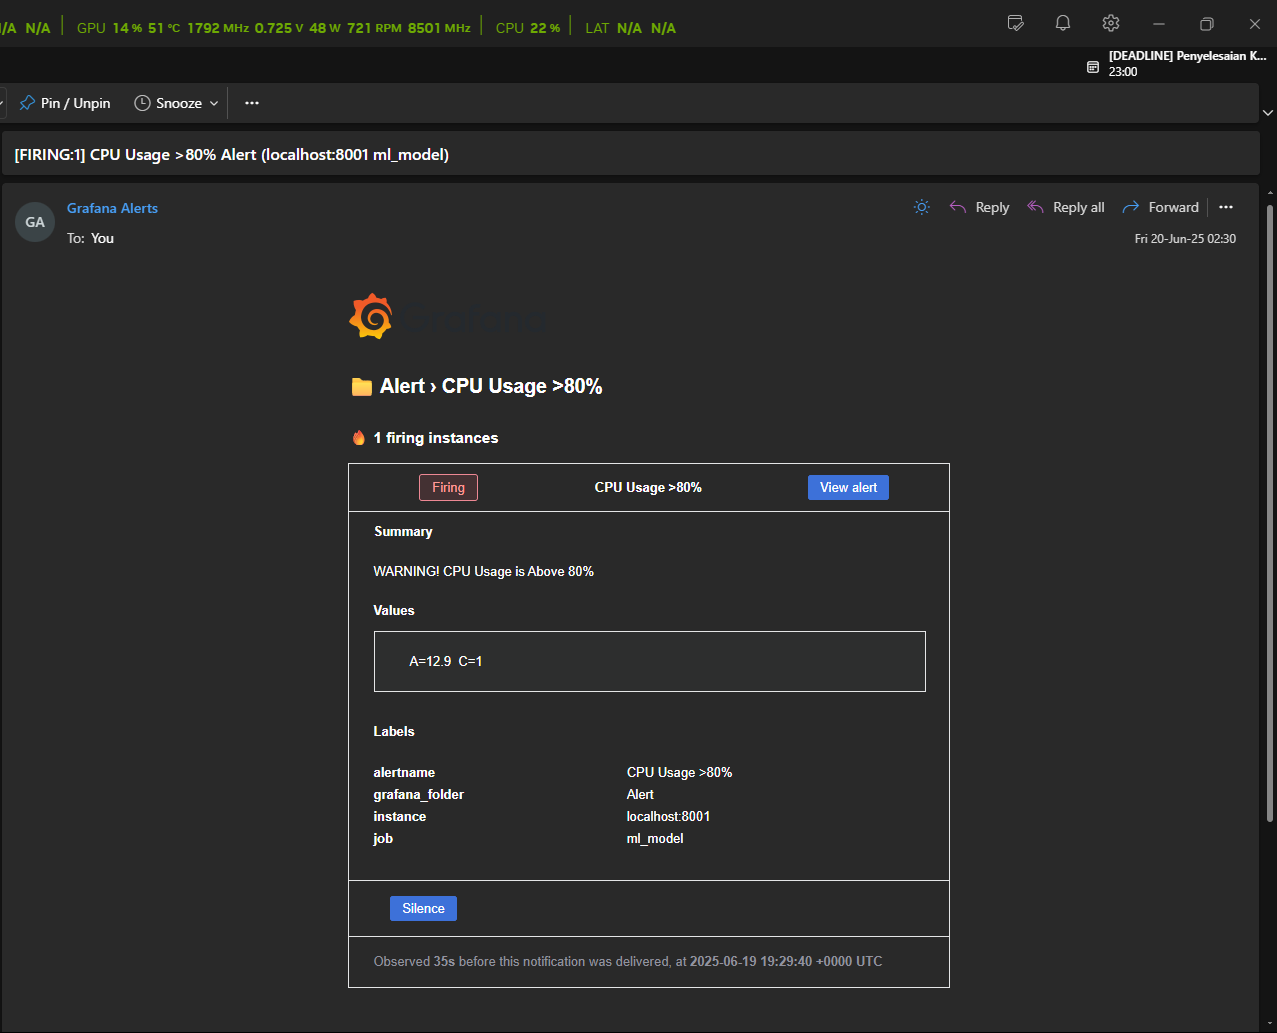 /A N/A GPU 14 % 51 °C 1792 MHz 0.725 V 48 W 721 RPM 8501 MHz CPU 22 % LAT N/A N/A
[DEADLINE] Penyelesaian K...
23:00
Pin / Unpin Snooze
[FIRING:1] CPU Usage >80% Alert (localhost:8001 ml_model)
GA
Grafana Alerts
Reply Reply all Forward
To: You
Fri 20-Jun-25 02:30
Grafana
Alert › CPU Usage >80%
1 firing instances
Firing CPU Usage >80% View alert
Summary
WARNING! CPU Usage is Above 80%
Values
A=12.9 C=1
Labels
alertname CPU Usage >80%
grafana_folder Alert
instance localhost:8001
job ml_model
Silence
Observed 35s before this notification was delivered, at 2025-06-19 19:29:40 +0000 UTC